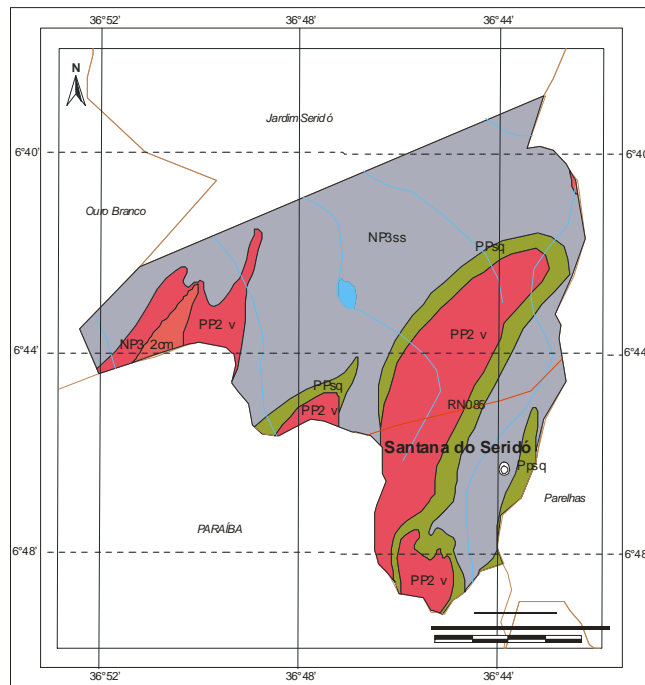 36°52' 36°48' 36°44'
N
Jardim Seridó
6°40' 6°40'
Ouro Branco
NP3ss
PPsq
PP2 v
PP2 v
NP3 2cm
6°44' 6°44'
PPsq
RN085
PP2 v
Santana do Seridó
Ppsq
Parelhas
PARAÍBA
6°48' 6°48'
PP2 v
36°52' 36°48' 36°44'